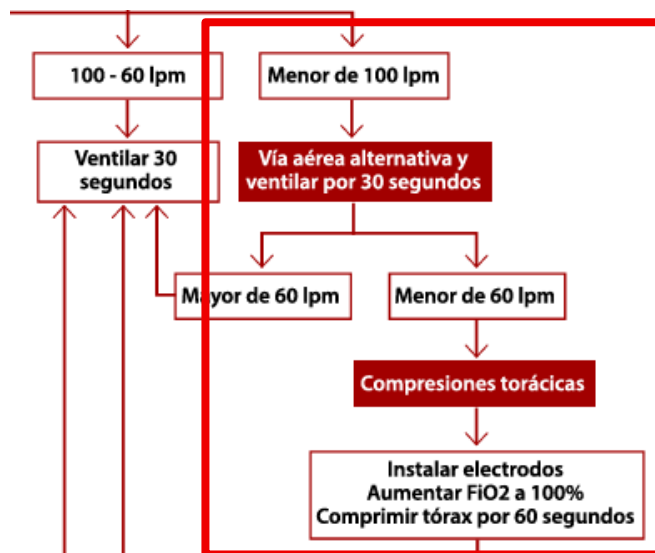 100 - 60 lpm
Menor de 100 lpm
Ventilar 30
segundos
Vía aérea alternativa y
ventilar por 30 segundos
Mayor de 60 lpm
Menor de 60 lpm
Compresiones torácicas
Instalar electrodos
Aumentar FiO2 a 100%
Comprimir tórax por 60 segundos